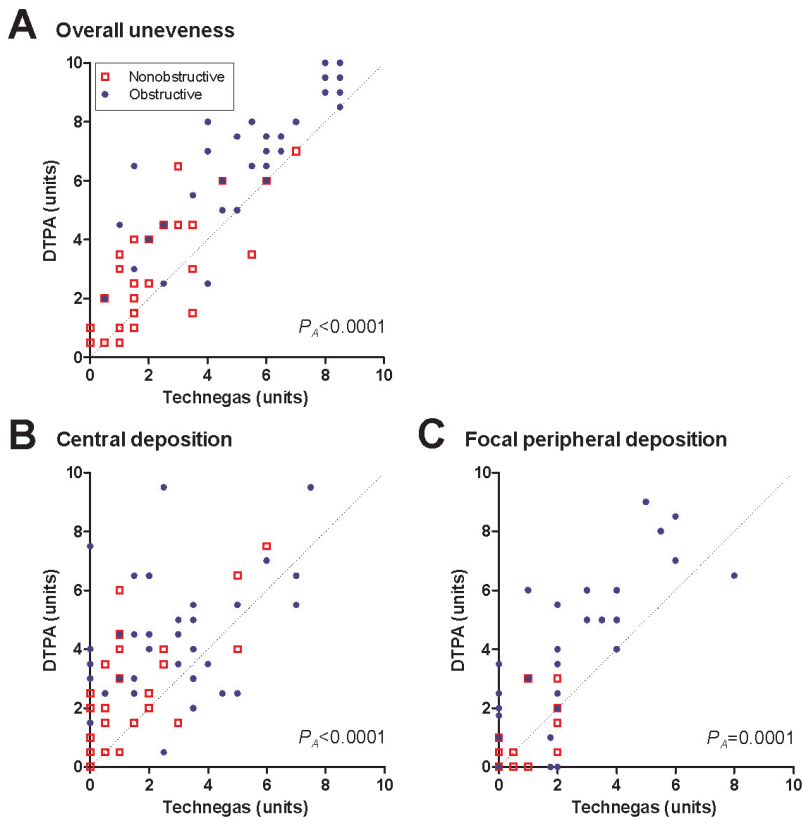 A Overall uneveness
10
8
6
4
2
0
DTPA (units)
Nonobstructive
Obstructive
P_A<0.0001
0 2 4 6 8 10
Technegas (units)
B Central deposition
10
8
6
4
2
0
DTPA (units)
P_A<0.0001
0 2 4 6 8 10
Technegas (units)
C Focal peripheral deposition
10
8
6
4
2
0
DTPA (units)
P_A=0.0001
0 2 4 6 8 10
Technegas (units)